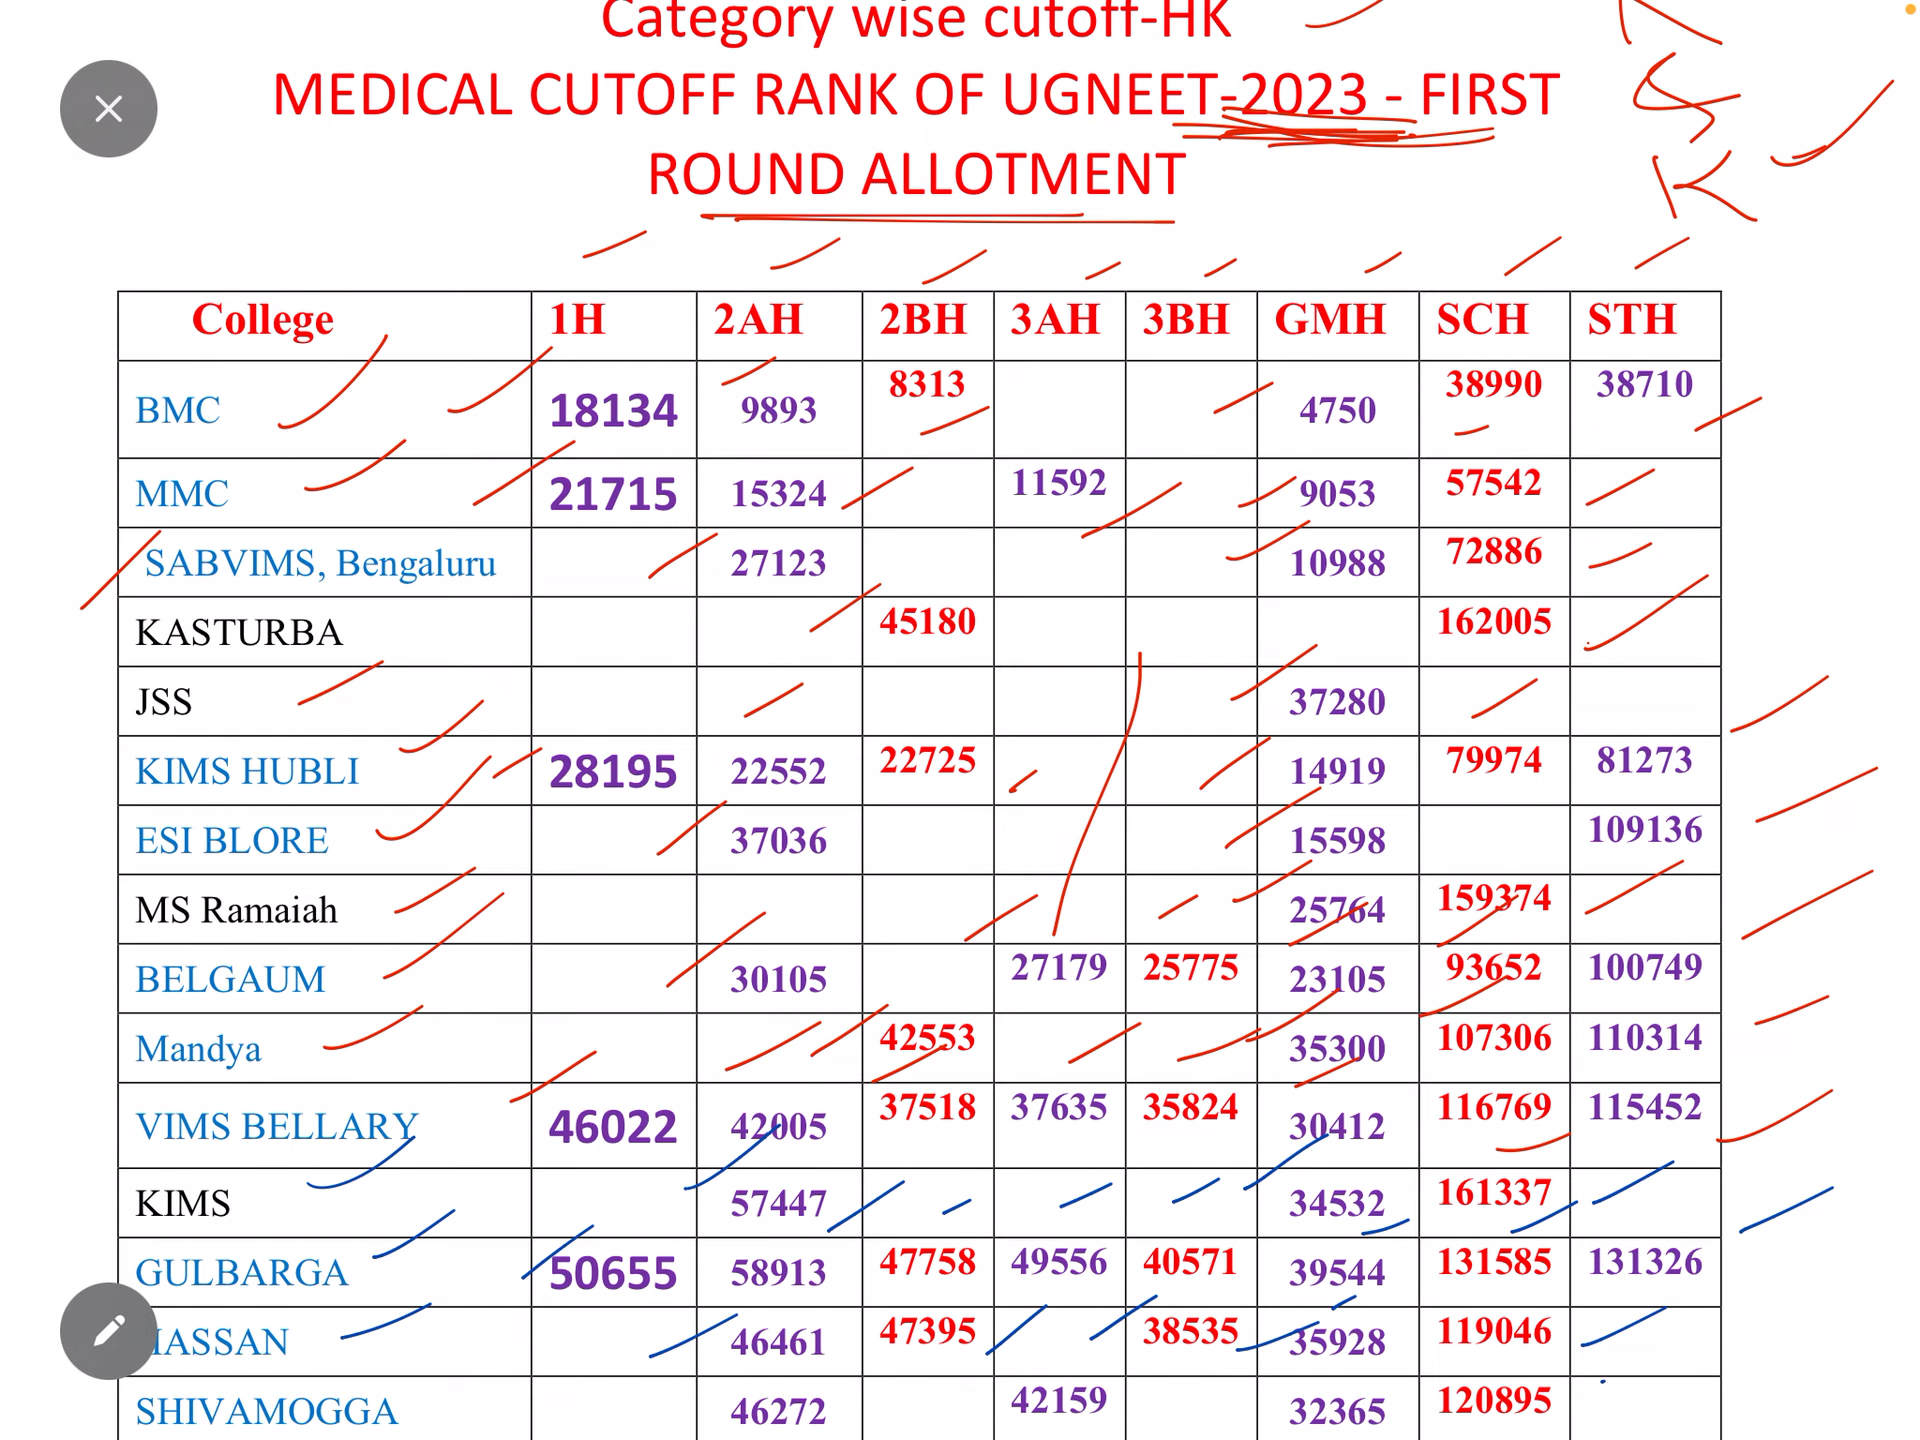 Category wise cutoff-HK
MEDICAL CUTOFF RANK OF UGNEET-2023 - FIRST
ROUND ALLOTMENT
College 1H 2AH 2BH 3AH 3BH GMH SCH STH
BMC 18134 9893 8313 4750 38990 38710
MMC 21715 15324 11592 9053 57542
SABVIMS, Bengaluru 27123 10988 72886
KASTURBA 45180 162005
JSS 37280
KIMS HUBLI 28195 22552 22725 14919 79974 81273
ESI BLORE 37036 15598 109136
MS Ramaiah 25764 159374
BELGAUM 30105 27179 25775 23105 93652 100749
Mandya 42553 35300 107306 110314
VIMS BELLARY 46022 42005 37518 37635 35824 30412 116769 115452
KIMS 57447 34532 161337
GULBARGA 50655 58913 47758 49556 40571 39544 131585 131326
HASSAN 46461 47395 38535 35928 119046
SHIVAMOGGA 46272 42159 32365 120895